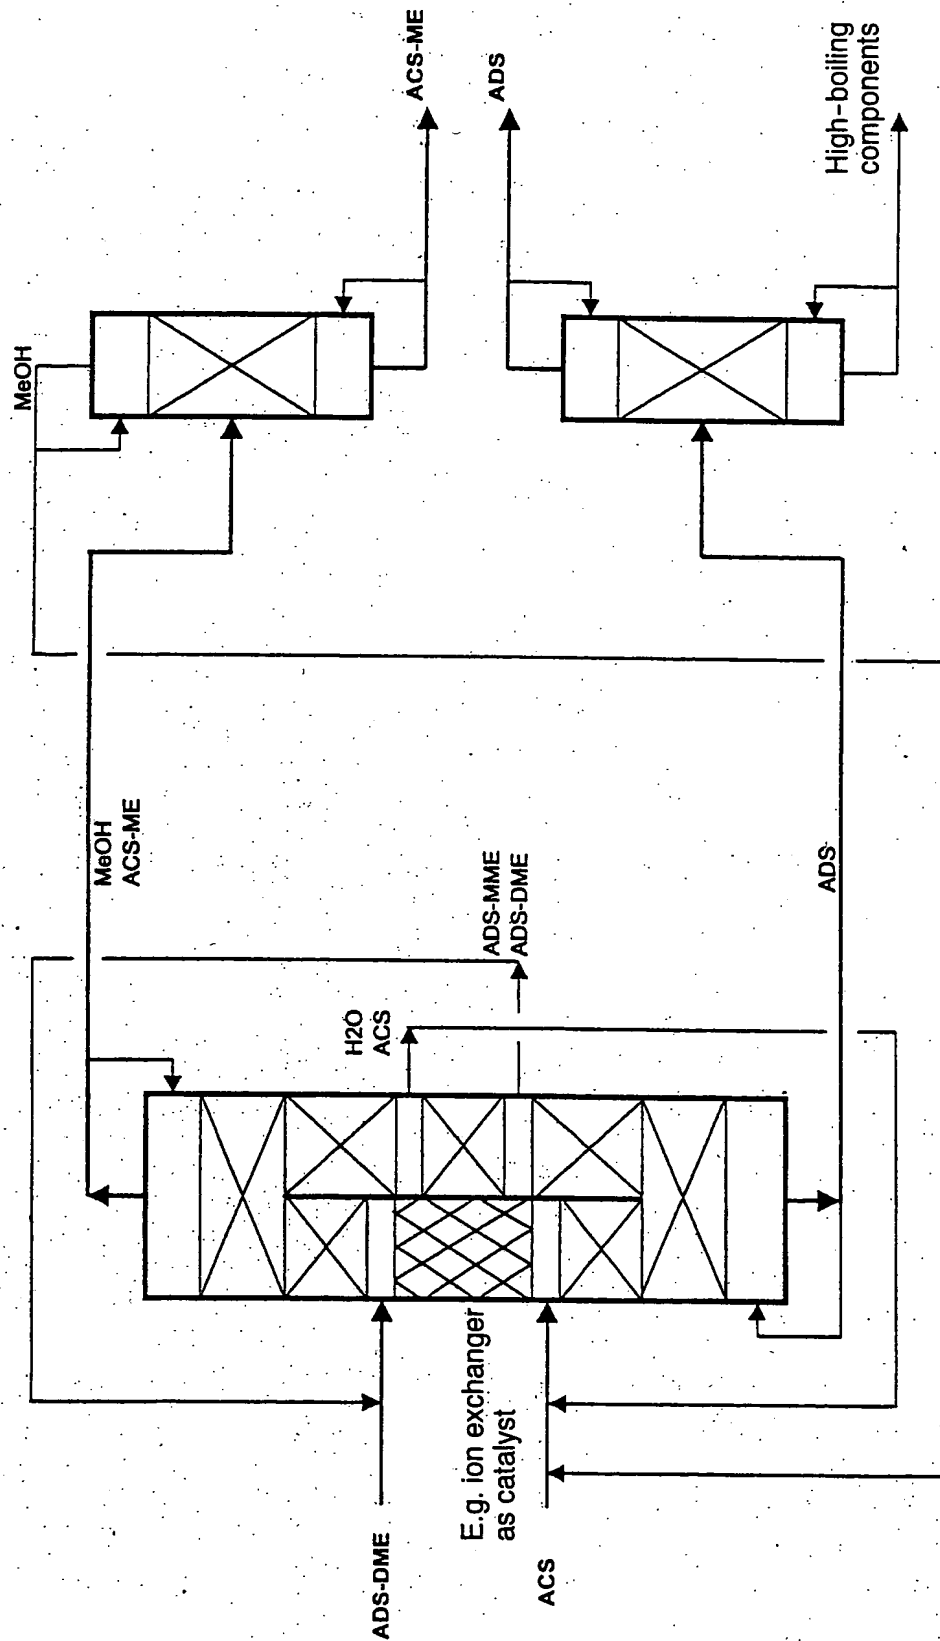 MeOH
ACS-ME
ADS
High-boiling
components
MeOH
ACS-ME
ADS-MME
ADS-DME
H2O
ACS
ADS
ADS-DME
E.g. ion exchanger
as catalyst
ACS